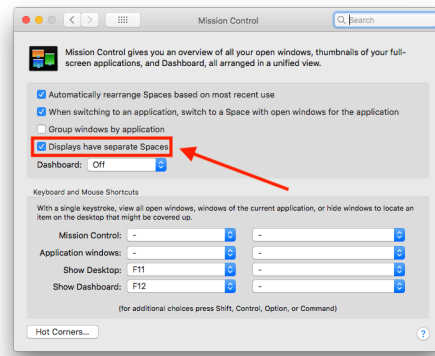 Mission Control
Search
Mission Control gives you an overview of all your open windows, thumbnails of your full-
screen applications, and Dashboard, all arranged in a unified view.
Automatically rearrange Spaces based on most recent use
When switching to an application, switch to a Space with open windows for the application
Group windows by application
Displays have separate Spaces
Dashboard: Off
Keyboard and Mouse Shortcuts
With a single keystroke, view all open windows, windows of the current application, or hide windows to locate an
item on the desktop that might be covered up.
Mission Control: - -
Application windows: - -
Show Desktop: F11 -
Show Dashboard: F12 -
(for additional choices press Shift, Control, Option, or Command)
Hot Corners... ?